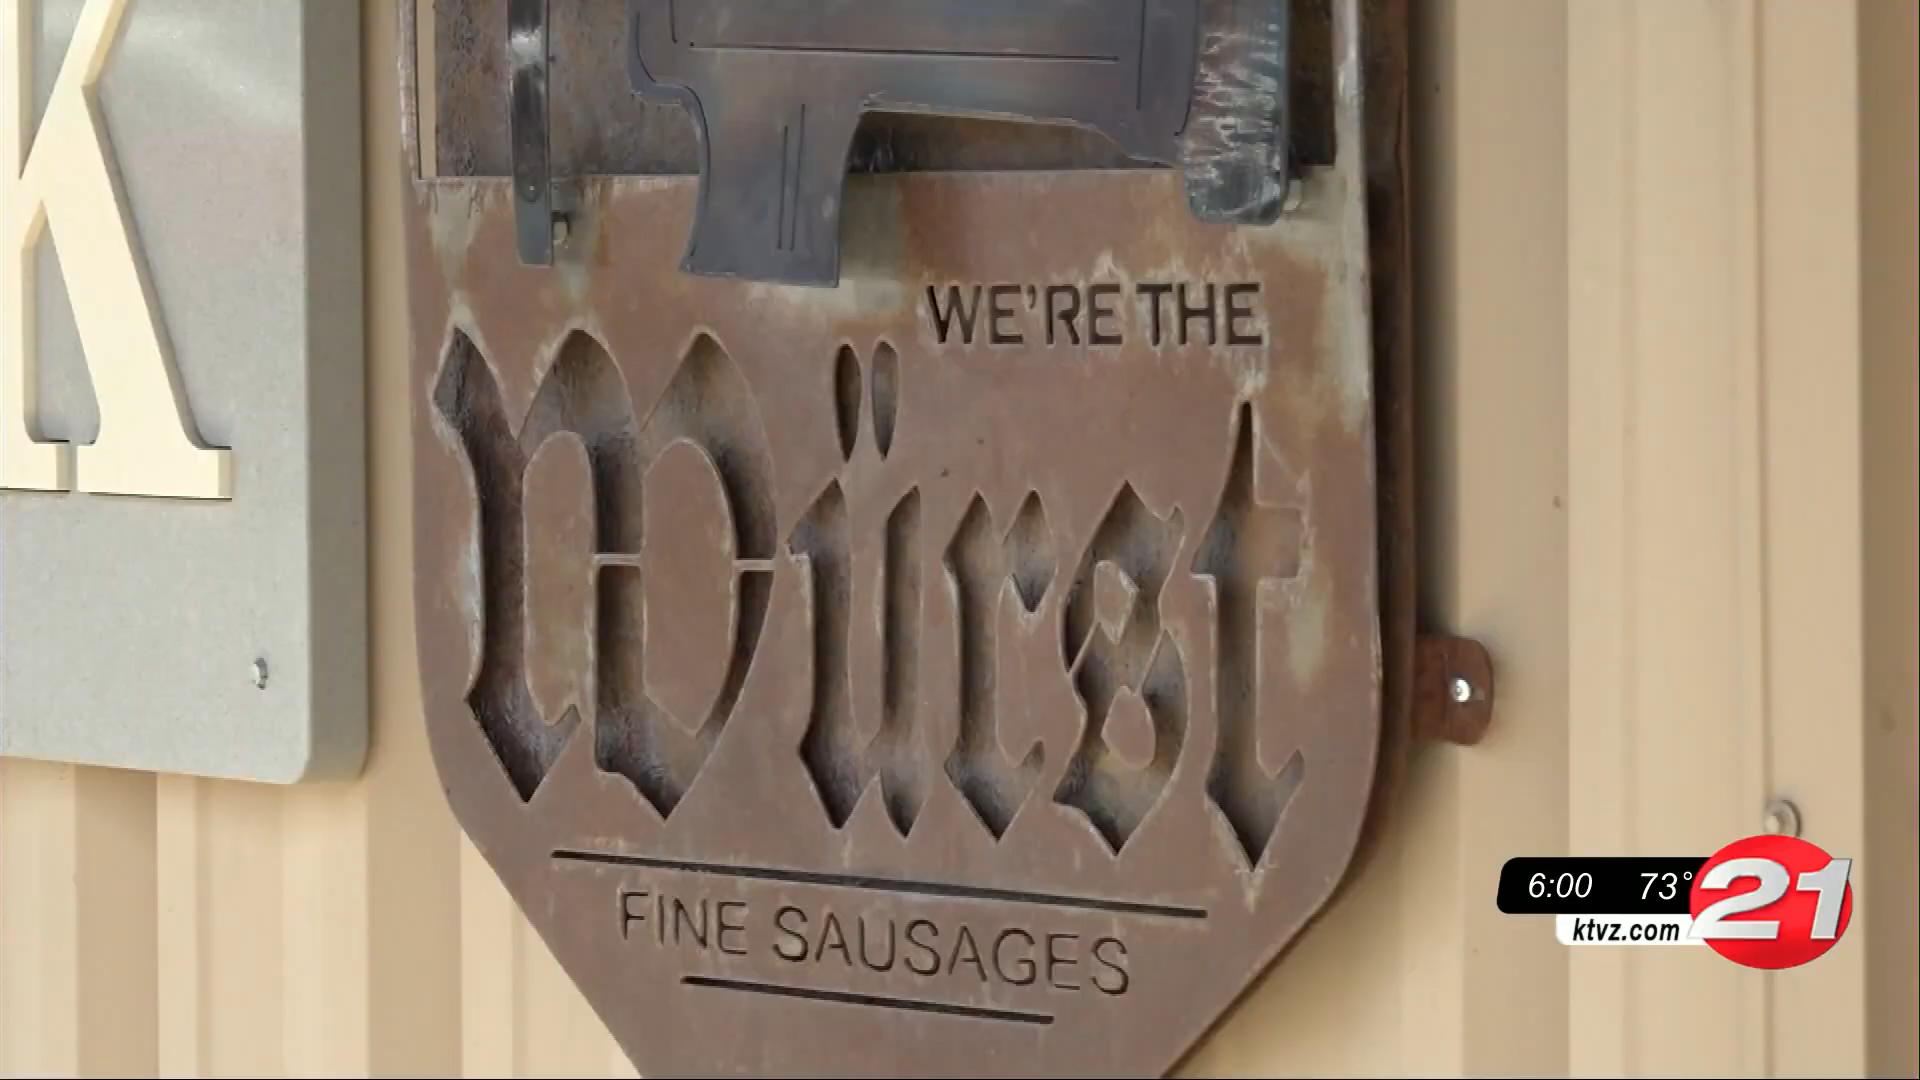 K
WE'RE THE
Würst
FINE SAUSAGES
6:00 73°
ktvz.com
21